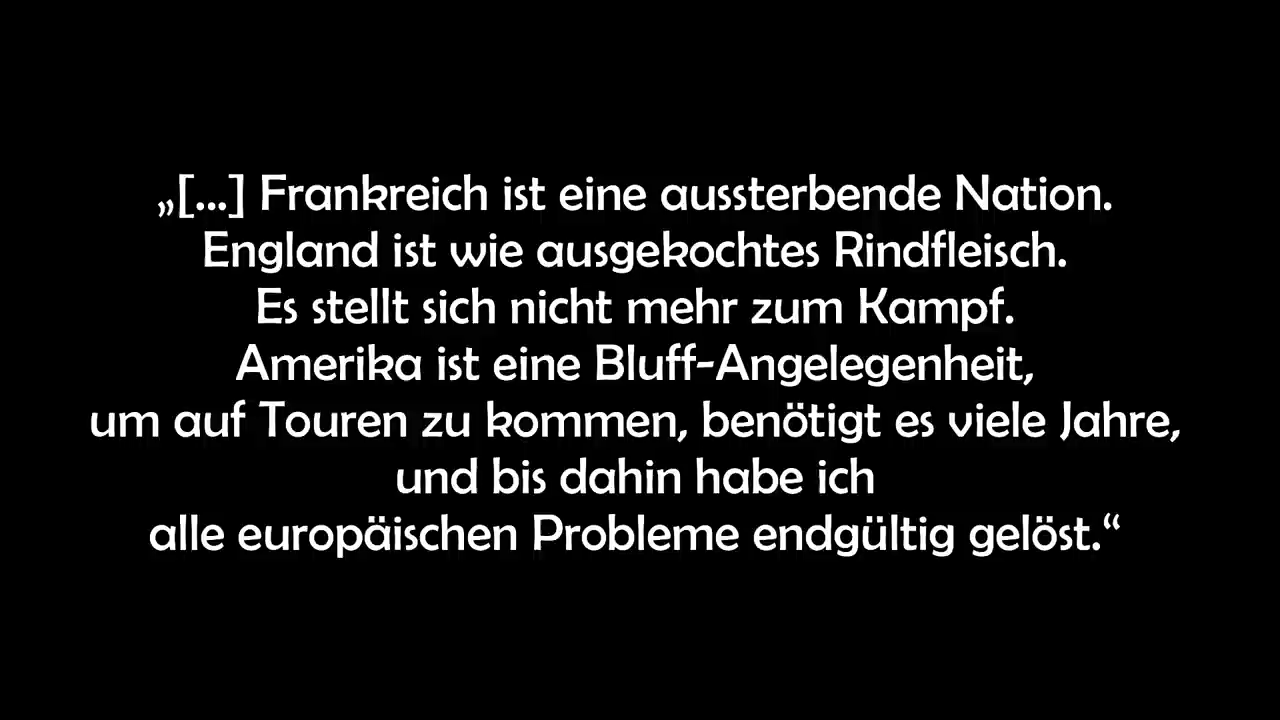 „[...] Frankreich ist eine aussterbende Nation.
England ist wie ausgekochtes Rindfleisch.
Es stellt sich nicht mehr zum Kampf.
Amerika ist eine Bluff-Angelegenheit,
um auf Touren zu kommen, benötigt es viele Jahre,
und bis dahin habe ich
alle europäischen Probleme endgültig gelöst.“